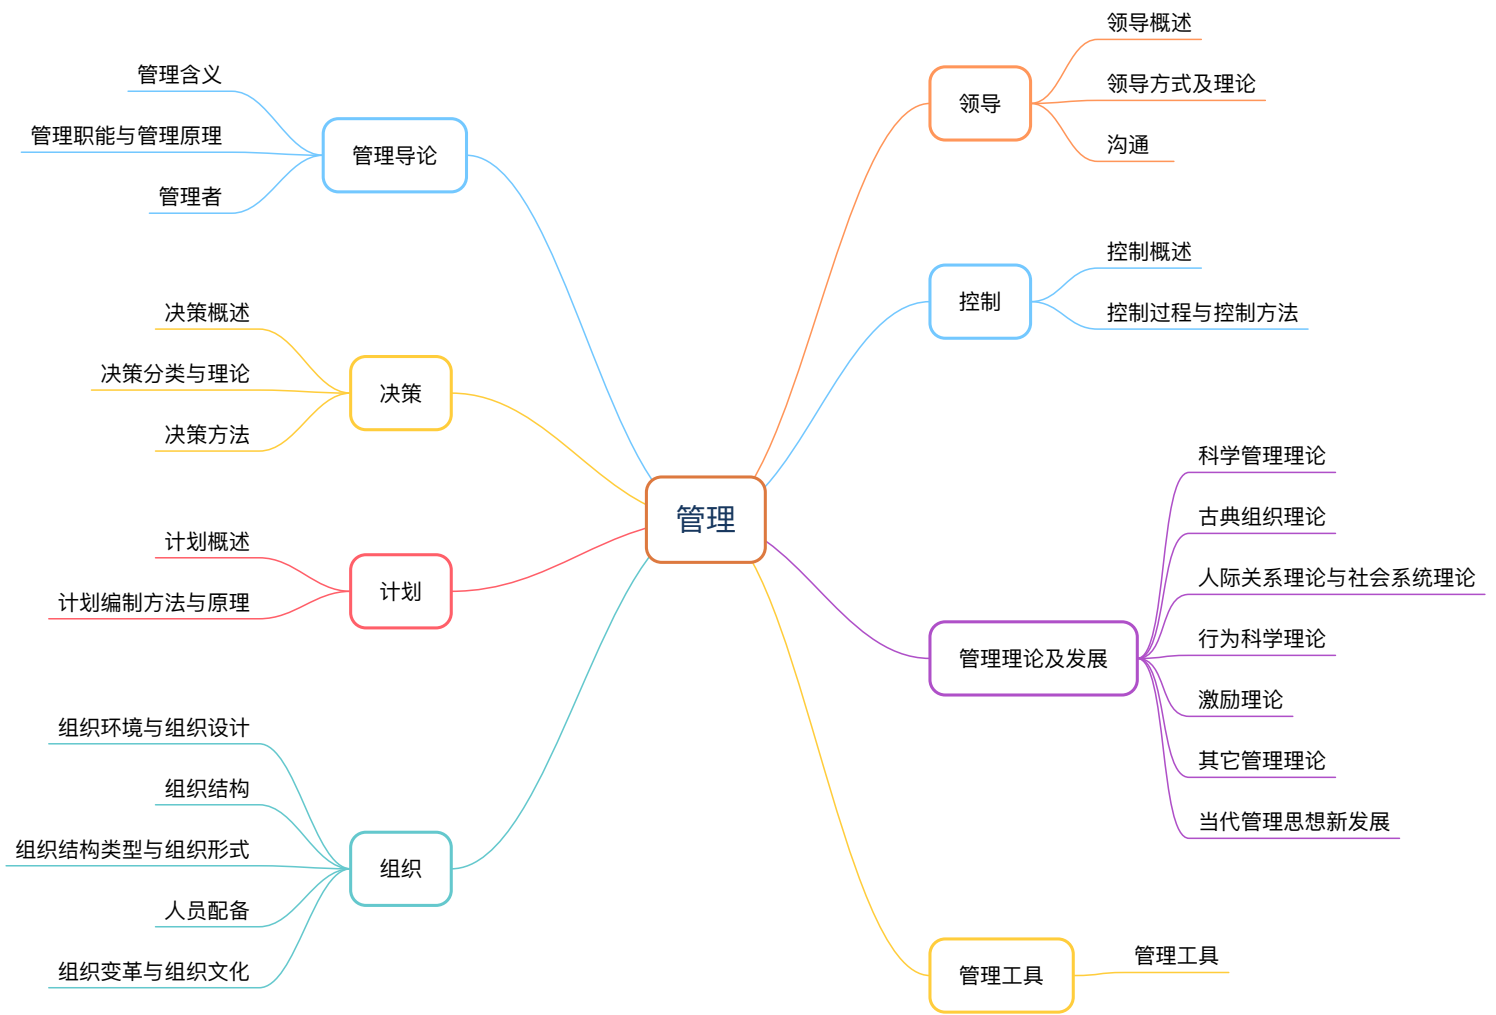 管理
管理导论
管理含义
管理职能与管理原理
管理者
决策
决策概述
决策分类与理论
决策方法
计划
计划概述
计划编制方法与原理
组织
组织环境与组织设计
组织结构
组织结构类型与组织形式
人员配备
组织变革与组织文化
领导
领导概述
领导方式及理论
沟通
控制
控制概述
控制过程与控制方法
管理理论及发展
科学管理理论
古典组织理论
人际关系理论与社会系统理论
行为科学理论
激励理论
其它管理理论
当代管理思想新发展
管理工具
管理工具